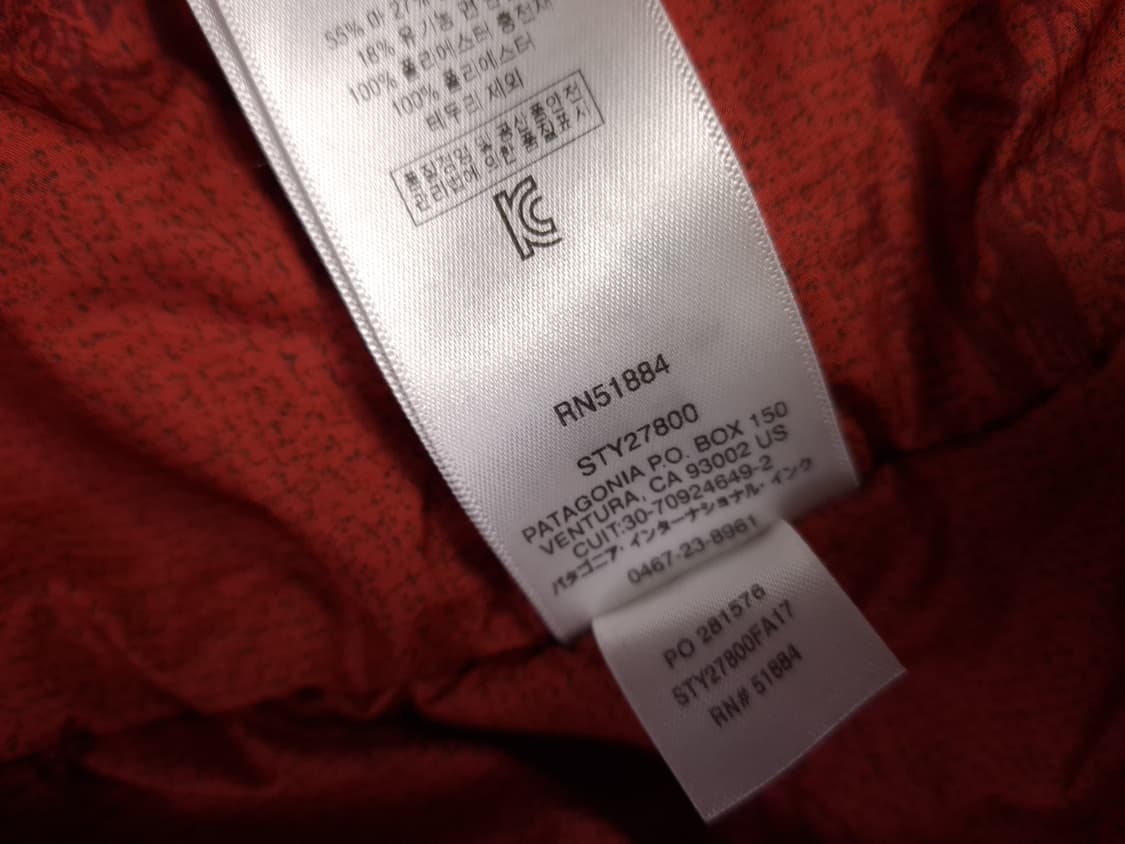 55% 마 27%
18% 유기농 면
100% 폴리에스터 충전재
100% 폴리에스터
테두리 제외
품질경영 및 공산품안전
관리법에 의한 품질표시
RN51884
STY27800
PATAGONIA P.O. BOX 150
VENTURA, CA 93002 US
CUIT:30-70924649-2
パタゴニア・インターナショナル・インク
0467-23-8961
PO 281576
STY27800FA17
RN# 51884